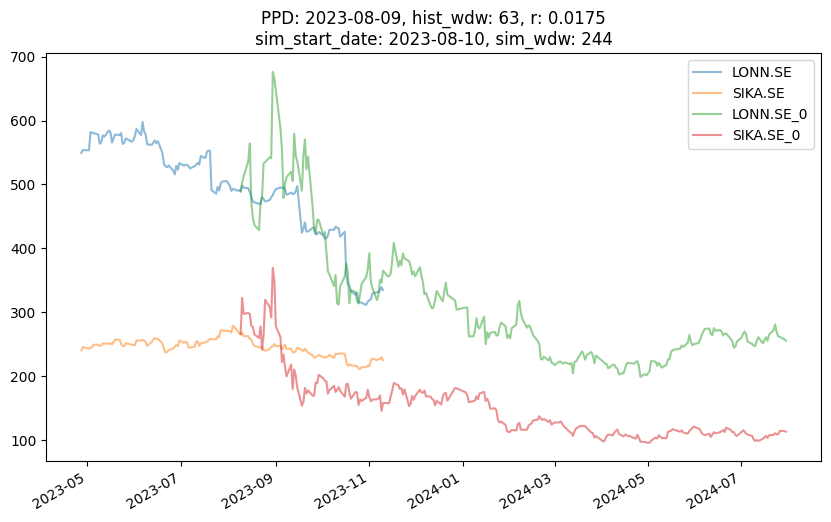 PPD: 2023-08-09, hist_wdw: 63, r: 0.0175
sim_start_date: 2023-08-10, sim_wdw: 244
700
600
500
400
300
200
100
LONN.SE
SIKA.SE
LONN.SE_0
SIKA.SE_0
2023-05
2023-07
2023-09
2023-11
2024-01
2024-03
2024-05
2024-07